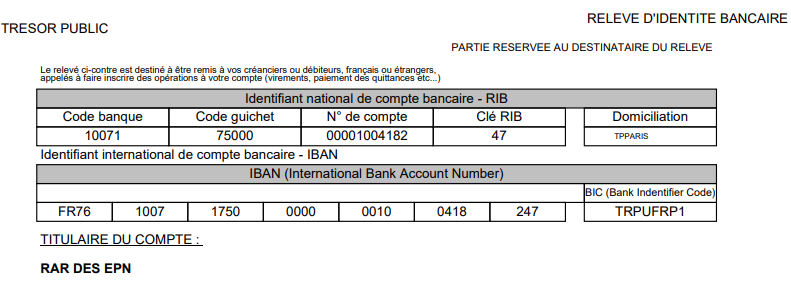 RELEVE D'IDENTITE BANCAIRE
TRESOR PUBLIC
PARTIE RESERVEE AU DESTINATAIRE DU RELEVE
Le relevé ci-contre est destiné à être remis à vos créanciers ou débiteurs, français ou étrangers,
appelés à faire inscrire des opérations à votre compte (virements, paiement des quittances etc...)
Identifiant national de compte bancaire - RIB
Code banque Code guichet N° de compte Clé RIB Domiciliation
10071 75000 00001004182 47 TPPARIS
Identifiant international de compte bancaire - IBAN
IBAN (International Bank Account Number)
BIC (Bank Indentifier Code)
FR76 1007 1750 0000 0010 0418 247 TRPUFRP1
TITULAIRE DU COMPTE :
RAR DES EPN